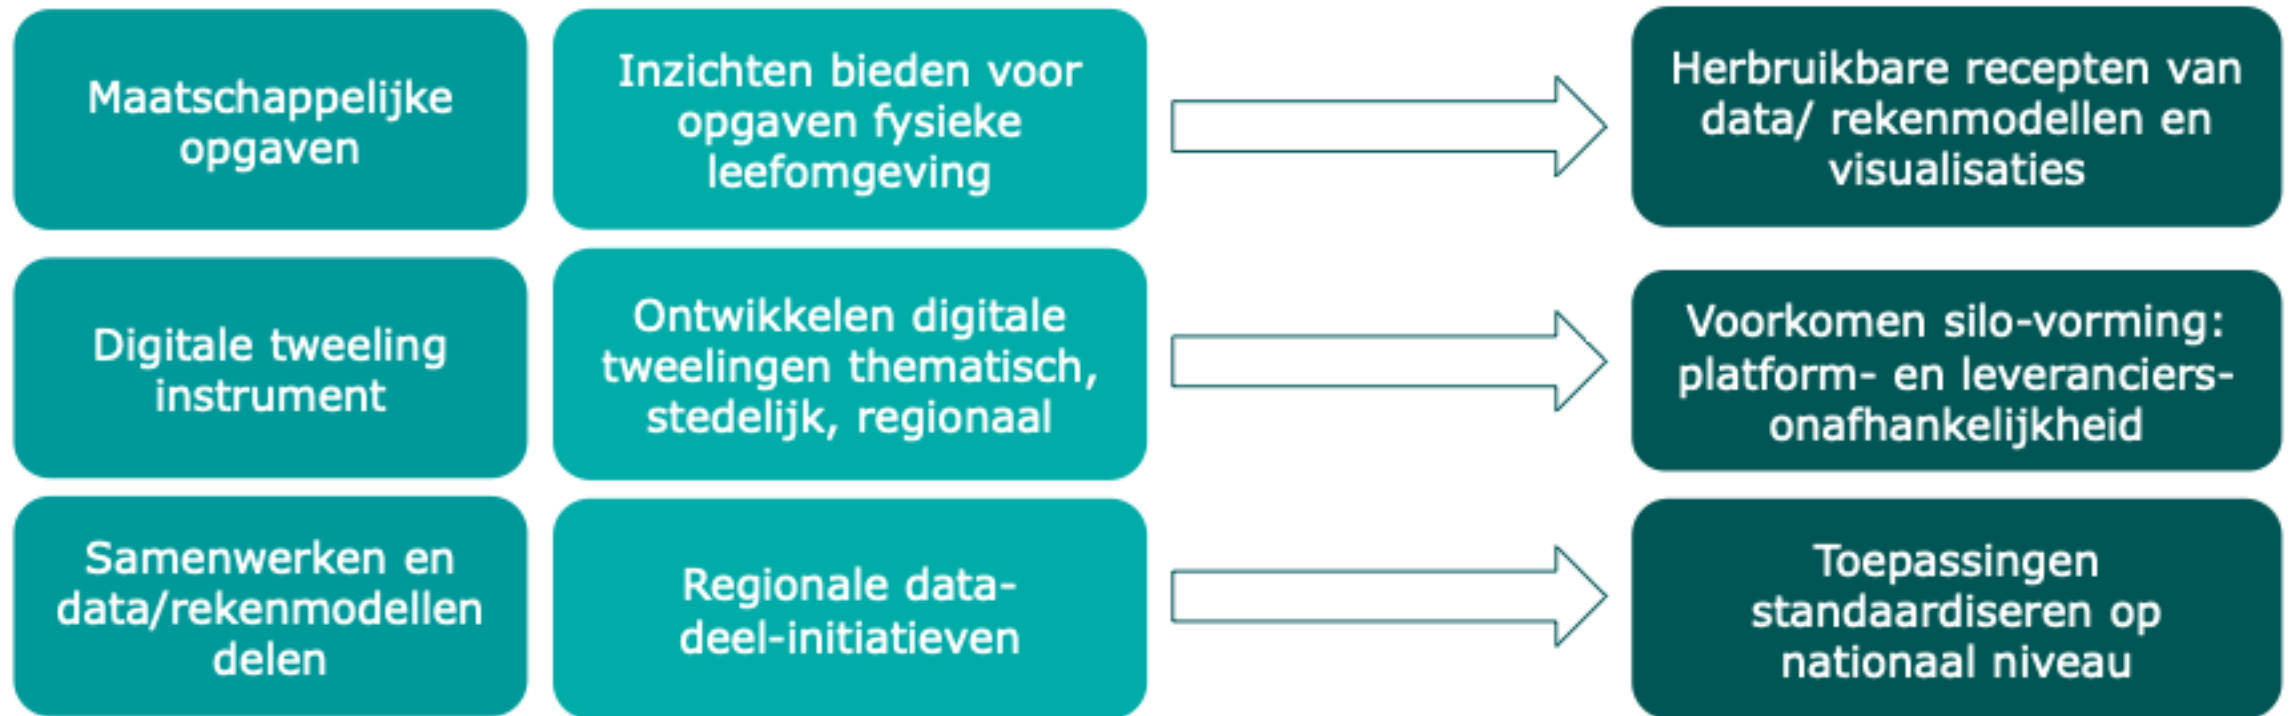 Maatschappelijke
opgaven
Inzichten bieden voor
opgaven fysieke
leefomgeving
Herbruikbare recepten van
data/ rekenmodellen en
visualisaties
Digitale tweeling
instrument
Ontwikkelen digitale
tweelingen thematisch,
stedelijk, regionaal
Voorkomen silo-vorming:
platform- en leveranciers-
onafhankelijkheid
Samenwerken en
data/rekenmodellen
delen
Regionale data-
deel-initiatieven
Toepassingen
standaardiseren op
nationaal niveau